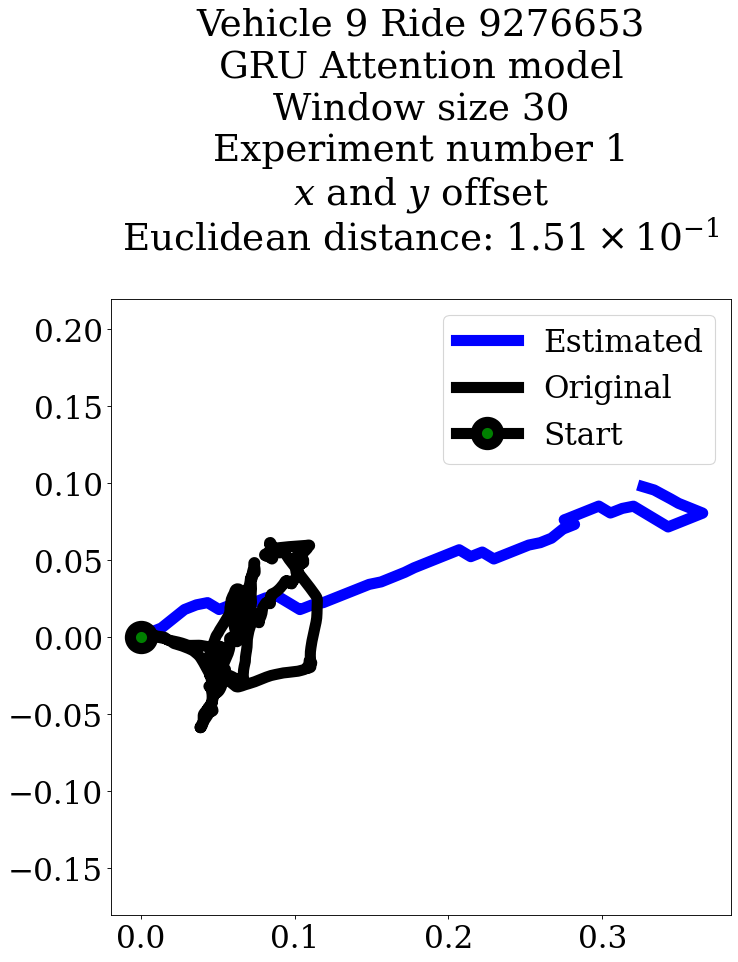 Vehicle 9 Ride 9276653
GRU Attention model
Window size 30
Experiment number 1
x and y offset
Euclidean distance: 1.51 × 10⁻¹
Estimated
Original
Start
0.20
0.15
0.10
0.05
0.00
−0.05
−0.10
−0.15
0.0 0.1 0.2 0.3